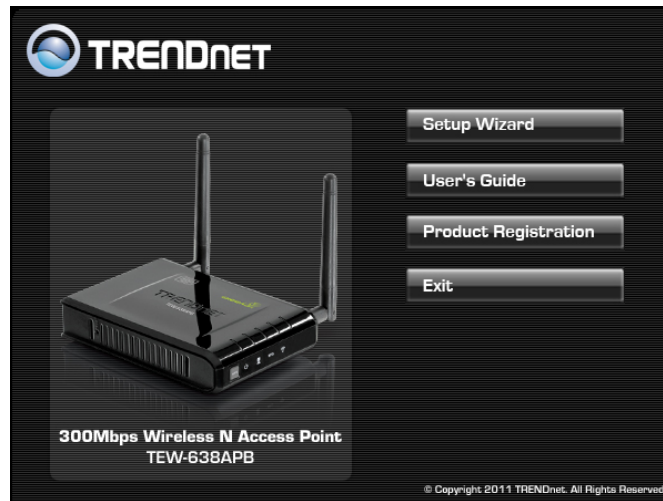 TRENDnet
Setup Wizard
User's Guide
Product Registration
Exit
TRENDNET
300Mbps Wireless N Access Point
TEW-638APB
© Copyright 2011 TRENDnet. All Rights Reserved